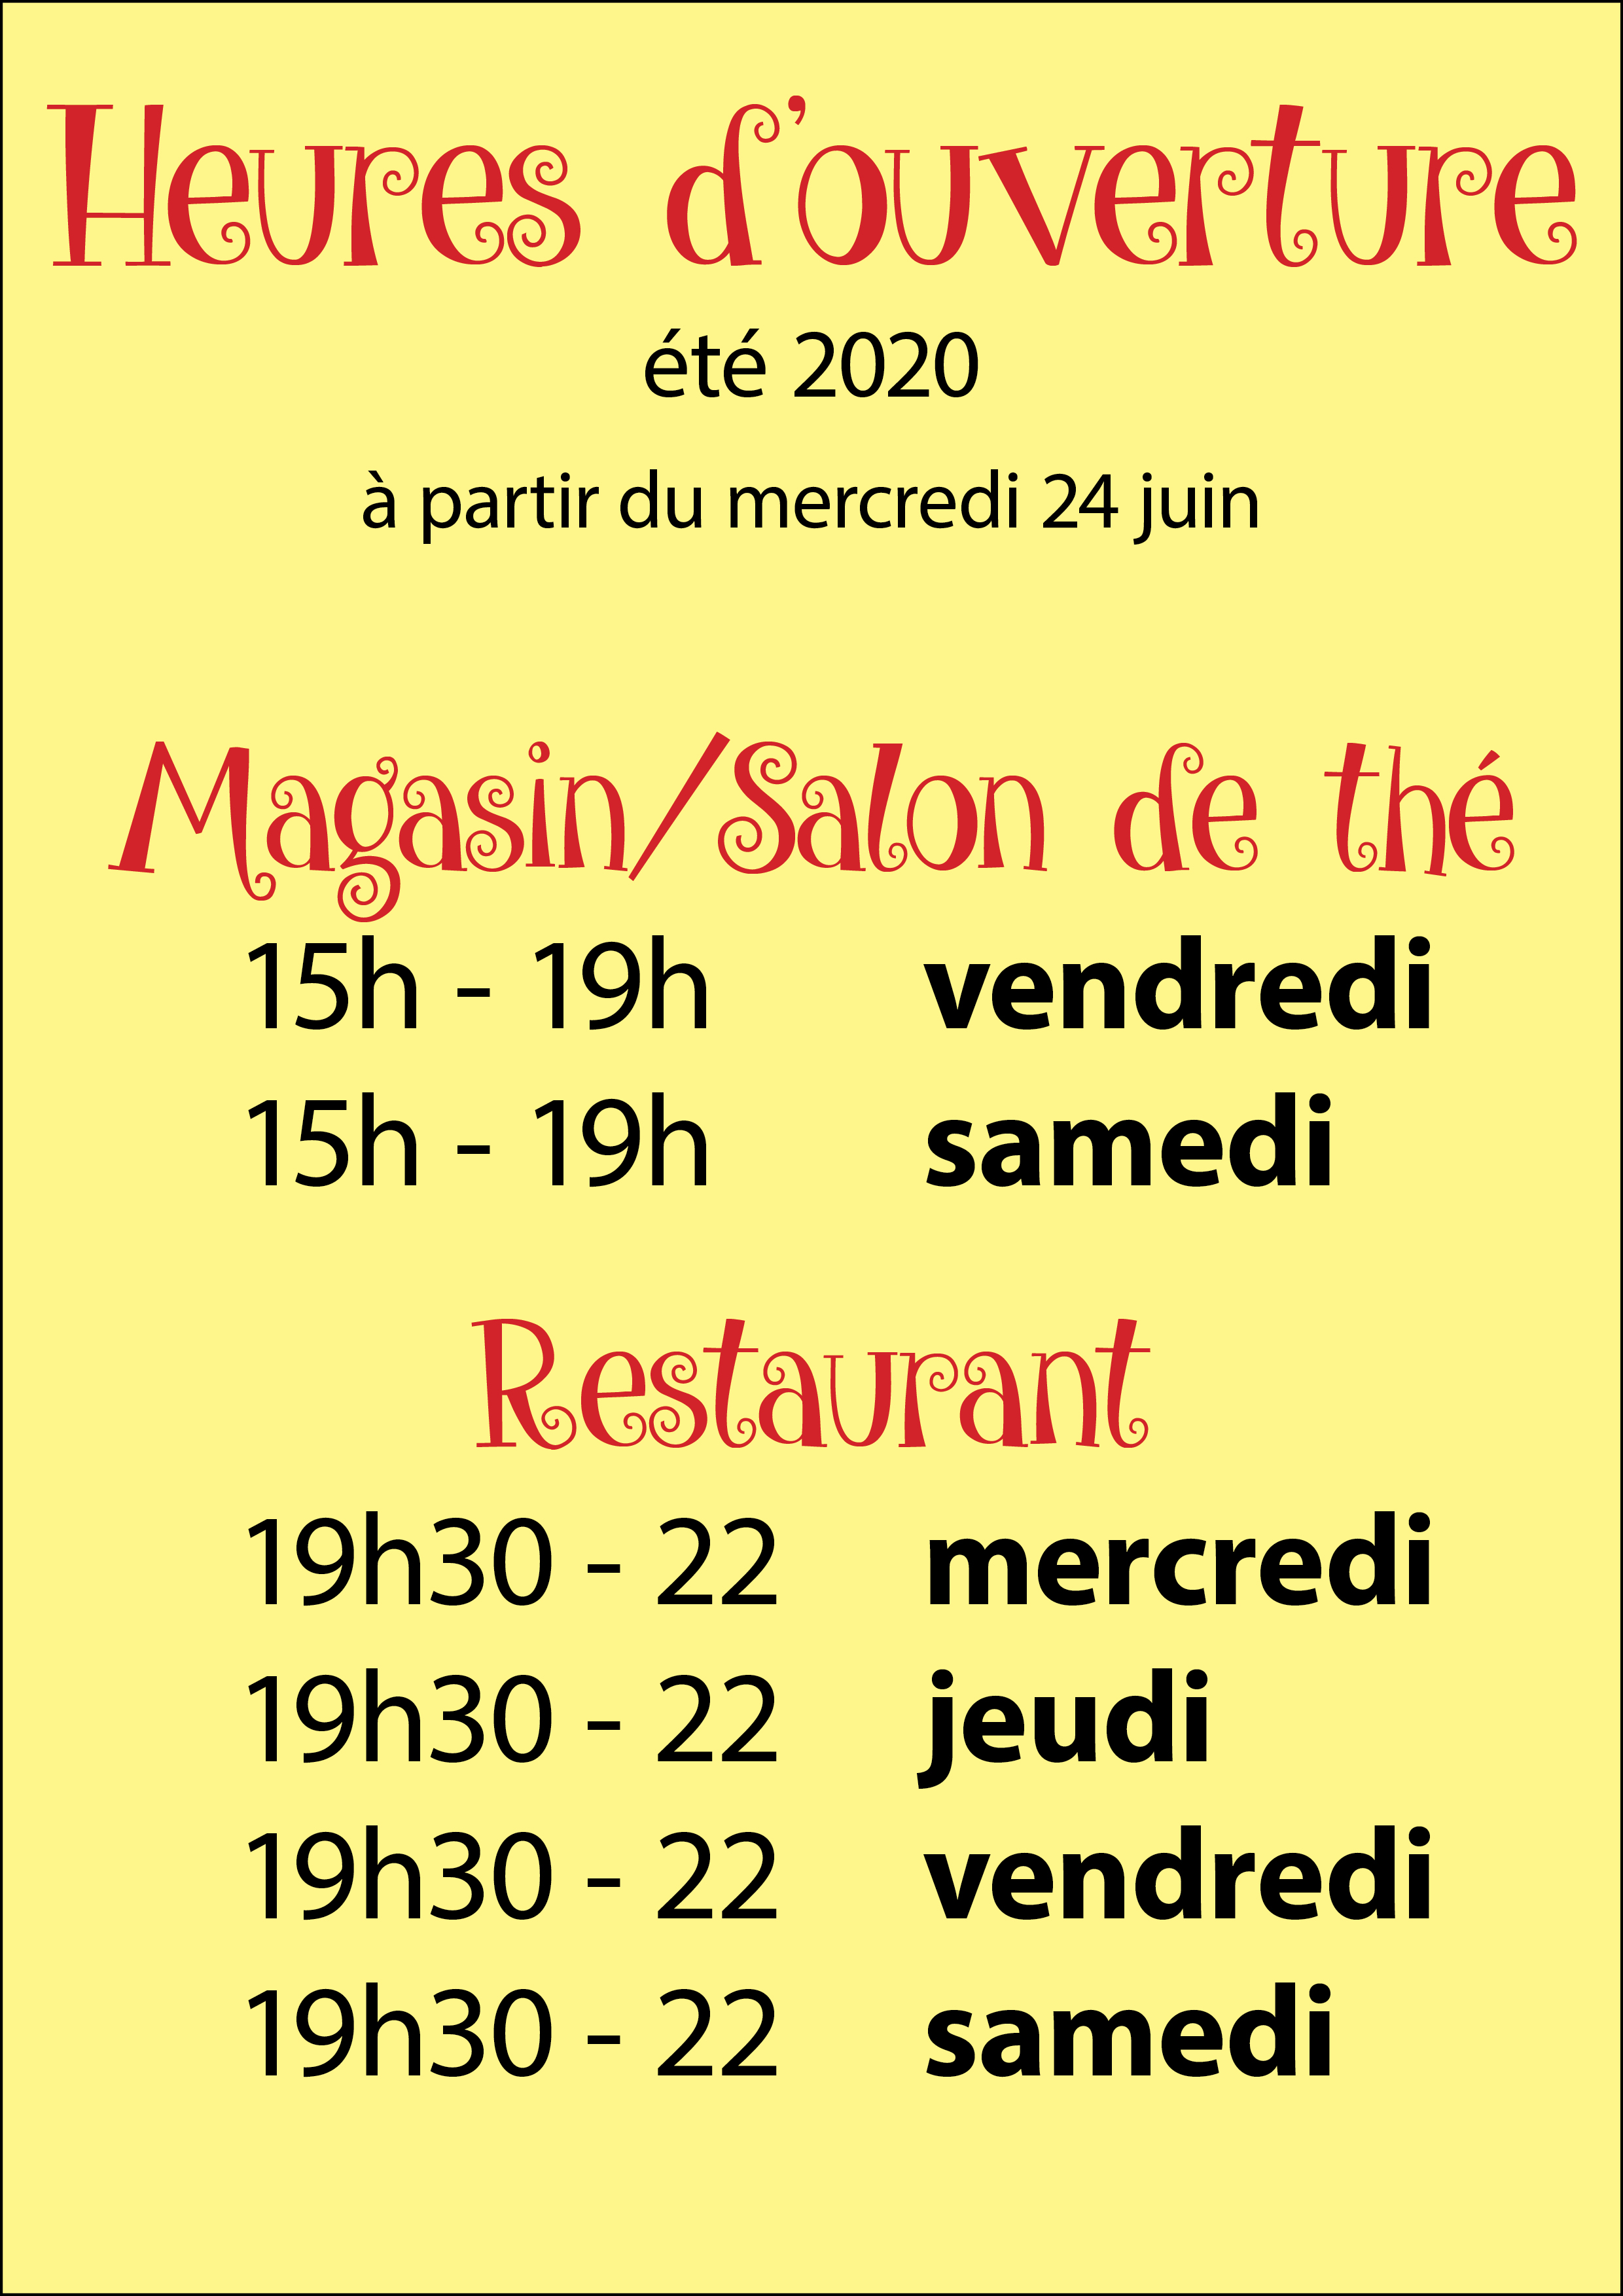 Heures d'ouverture
été 2020
à partir du mercredi 24 juin
Magasin/Salon de thé
15h - 19h vendredi
15h - 19h samedi
Restaurant
19h30 - 22 mercredi
19h30 - 22 jeudi
19h30 - 22 vendredi
19h30 - 22 samedi